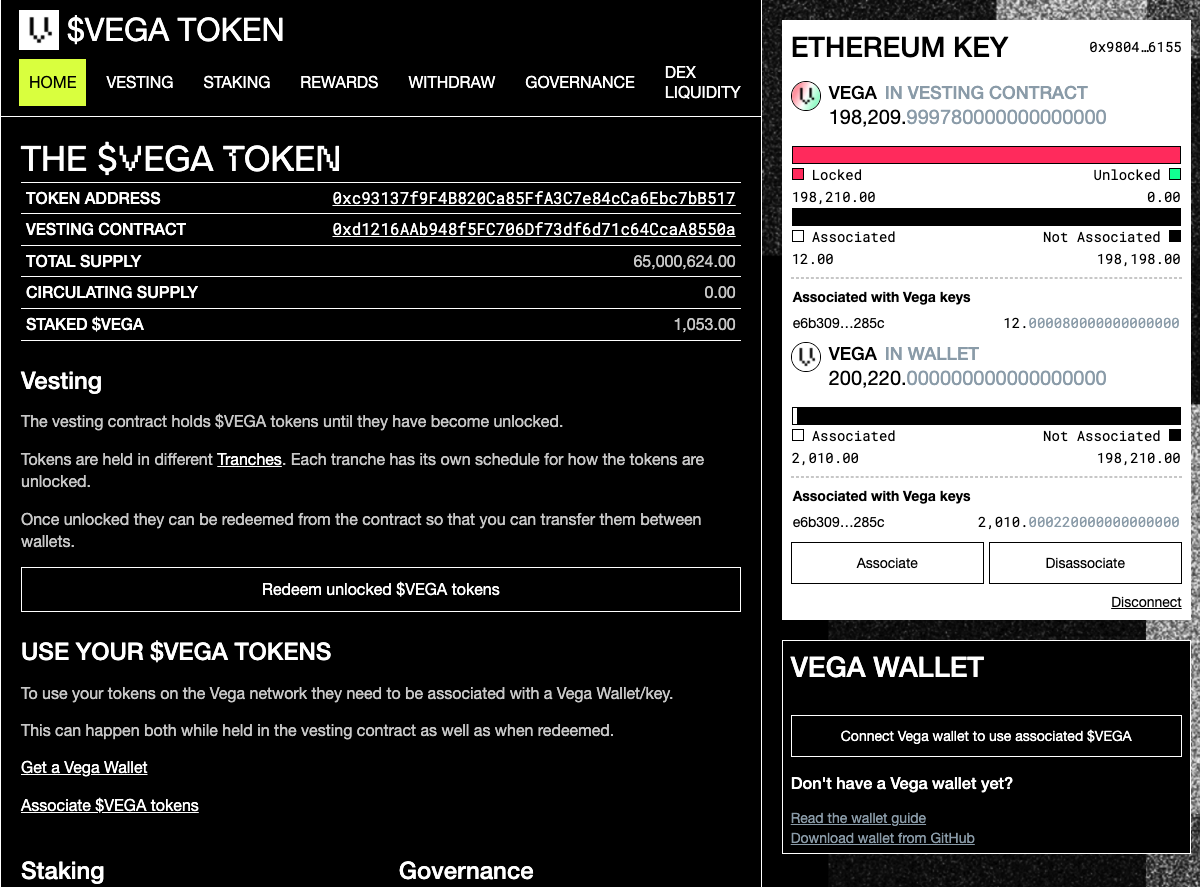 $VEGA TOKEN
HOME VESTING STAKING REWARDS WITHDRAW GOVERNANCE DEX LIQUIDITY
THE $VEGA TOKEN
TOKEN ADDRESS 0xc93137f9F4B820Ca85FfA3C7e84cCa6Ebc7bB517
VESTING CONTRACT 0xd1216AAb948f5FC706Df73df6d71c64CcaA8550a
TOTAL SUPPLY 65,000,624.00
CIRCULATING SUPPLY 0.00
STAKED $VEGA 1,053.00
Vesting
The vesting contract holds $VEGA tokens until they have become unlocked.
Tokens are held in different Tranches. Each tranche has its own schedule for how the tokens are
unlocked.
Once unlocked they can be redeemed from the contract so that you can transfer them between
wallets.
Redeem unlocked $VEGA tokens
USE YOUR $VEGA TOKENS
To use your tokens on the Vega network they need to be associated with a Vega Wallet/key.
This can happen both while held in the vesting contract as well as when redeemed.
Get a Vega Wallet
Associate $VEGA tokens
Staking Governance
ETHEREUM KEY 0x9804…6155
VEGA IN VESTING CONTRACT
198,209.999780000000000000
Locked Unlocked
198,210.00 0.00
Associated Not Associated
12.00 198,198.00
Associated with Vega keys
e6b309…285c 12.000080000000000000
VEGA IN WALLET
200,220.000000000000000000
Associated Not Associated
2,010.00 198,210.00
Associated with Vega keys
e6b309…285c 2,010.000220000000000000
Associate Disassociate
Disconnect
VEGA WALLET
Connect Vega wallet to use associated $VEGA
Don't have a Vega wallet yet?
Read the wallet guide
Download wallet from GitHub